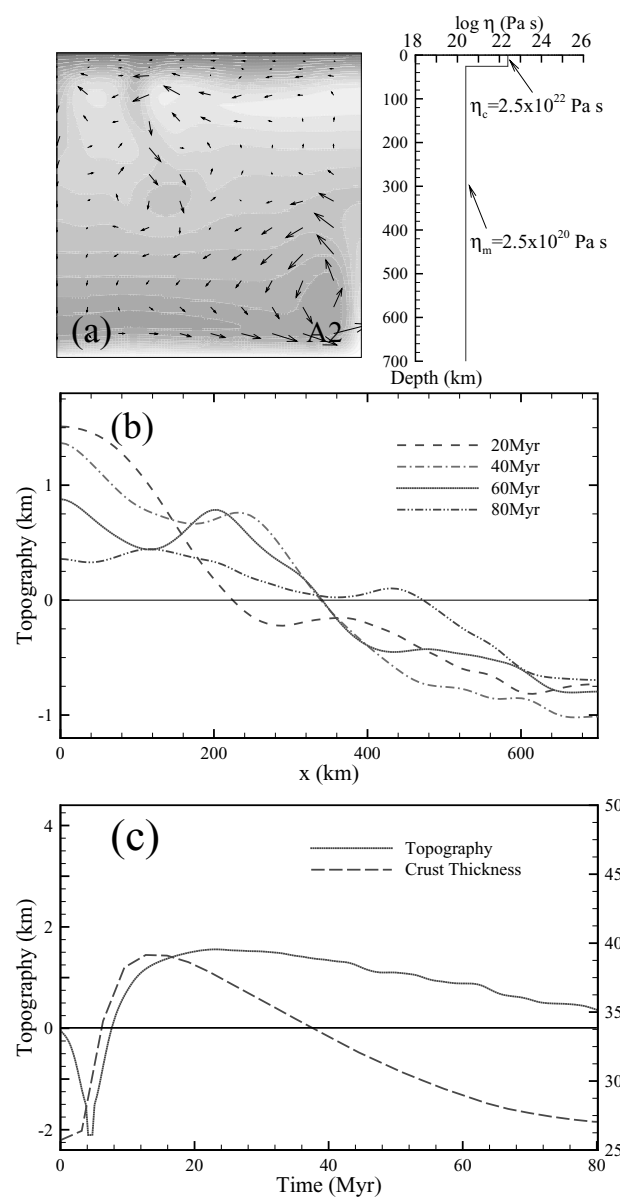 log η (Pa s)
18 20 22 24 26
0
100
200
300
400
500
600
700
η_c=2.5x10^22 Pa s
η_m=2.5x10^20 Pa s
Depth (km)
(a)
A2
(b)
20Myr
40Myr
60Myr
80Myr
Topography (km)
1
0
-1
0 200 400 600
x (km)
(c)
Topography
Crust Thickness
Topography (km)
4
2
0
-2
50
45
40
35
30
25
0 20 40 60 80
Time (Myr)